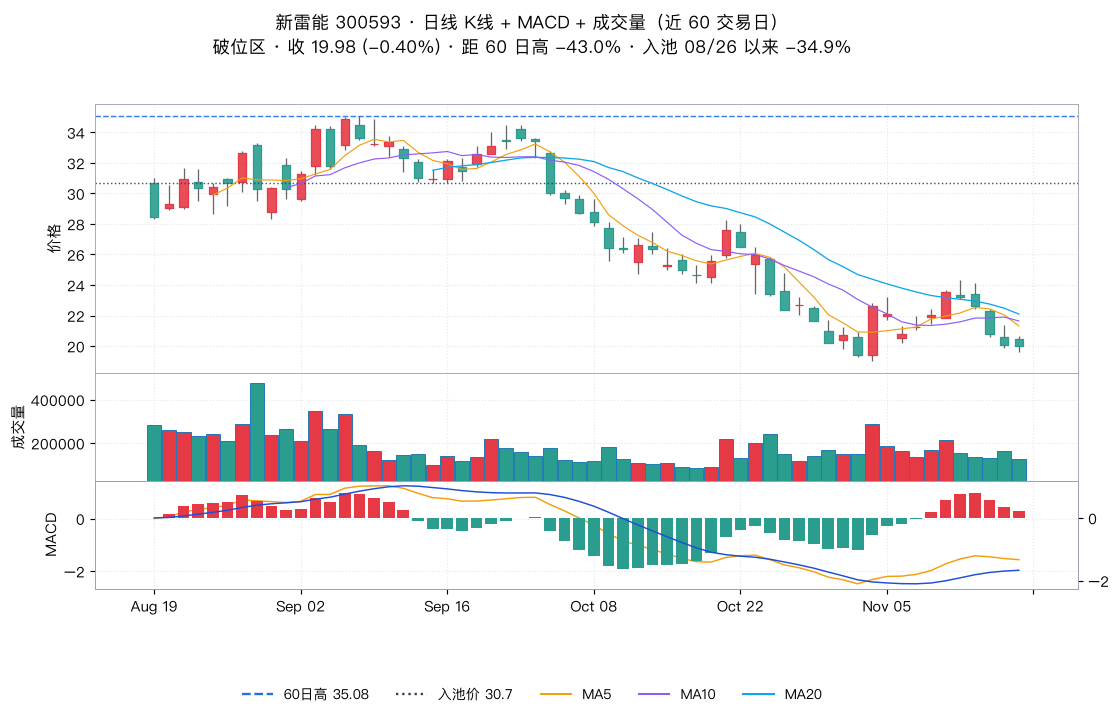 新雷能 300593 · 日线 K线 + MACD + 成交量（近 60 交易日）
破位区 · 收 19.98 (−0.40%) · 距 60 日高 −43.0% · 入池 08/26 以来 −34.9%
价格
34
32
30
28
26
24
22
20
成交量
400000
200000
MACD
0
−2
0
−2
Aug 19
Sep 02
Sep 16
Oct 08
Oct 22
Nov 05
60日高 35.08
入池价 30.7
MA5
MA10
MA20